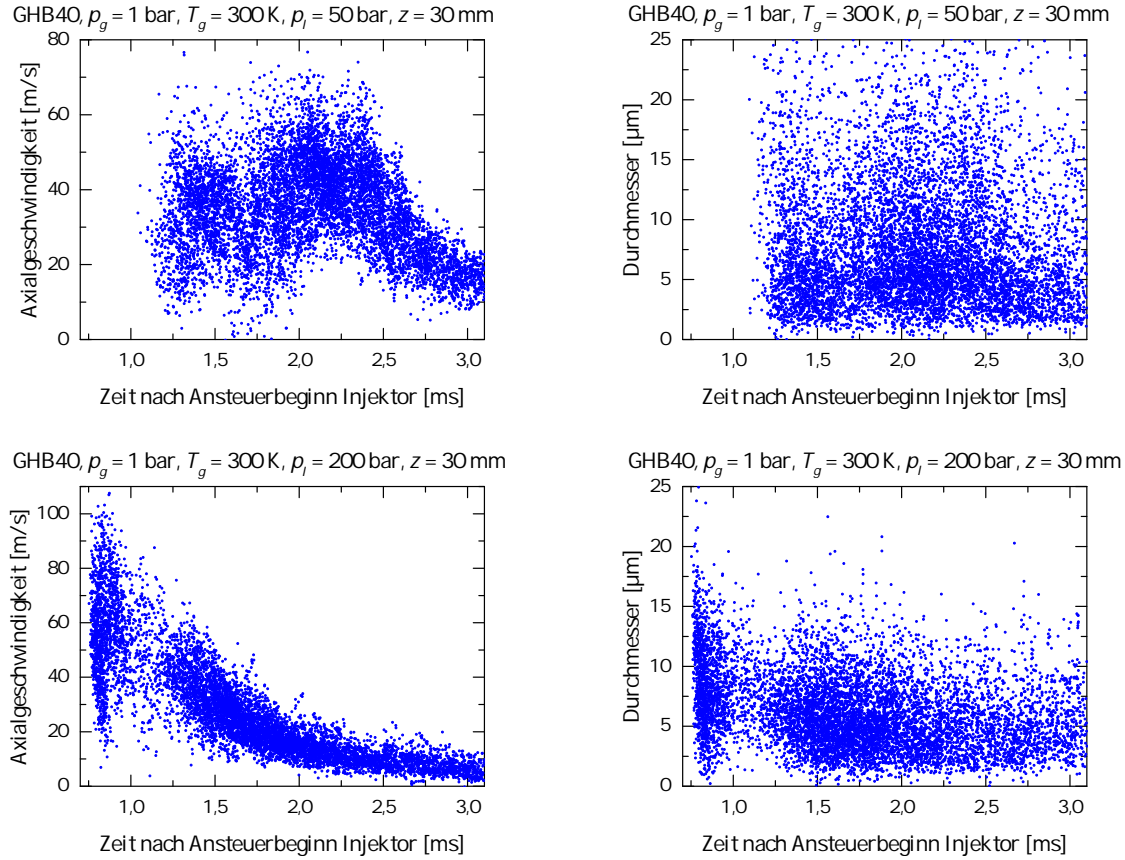 GHB40, p_g = 1 bar, T_g = 300 K, p_l = 50 bar, z = 30 mm
80
60
40
20
0
Axialgeschwindigkeit [m/s]
1,0 1,5 2,0 2,5 3,0
Zeit nach Ansteuerbeginn Injektor [ms]
GHB40, p_g = 1 bar, T_g = 300 K, p_l = 50 bar, z = 30 mm
25
20
15
10
5
0
Durchmesser [µm]
1,0 1,5 2,0 2,5 3,0
Zeit nach Ansteuerbeginn Injektor [ms]
GHB40, p_g = 1 bar, T_g = 300 K, p_l = 200 bar, z = 30 mm
100
80
60
40
20
0
Axialgeschwindigkeit [m/s]
1,0 1,5 2,0 2,5 3,0
Zeit nach Ansteuerbeginn Injektor [ms]
GHB40, p_g = 1 bar, T_g = 300 K, p_l = 200 bar, z = 30 mm
25
20
15
10
5
0
Durchmesser [µm]
1,0 1,5 2,0 2,5 3,0
Zeit nach Ansteuerbeginn Injektor [ms]